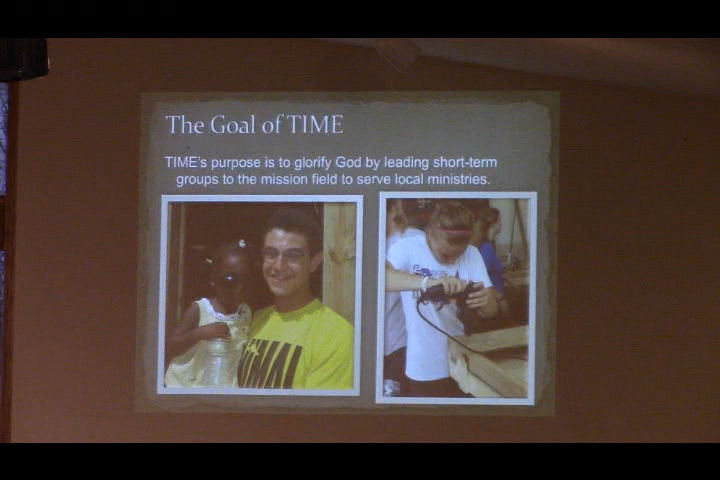 The Goal of TIME
TIME's purpose is to glorify God by leading short-term
groups to the mission field to serve local ministries.